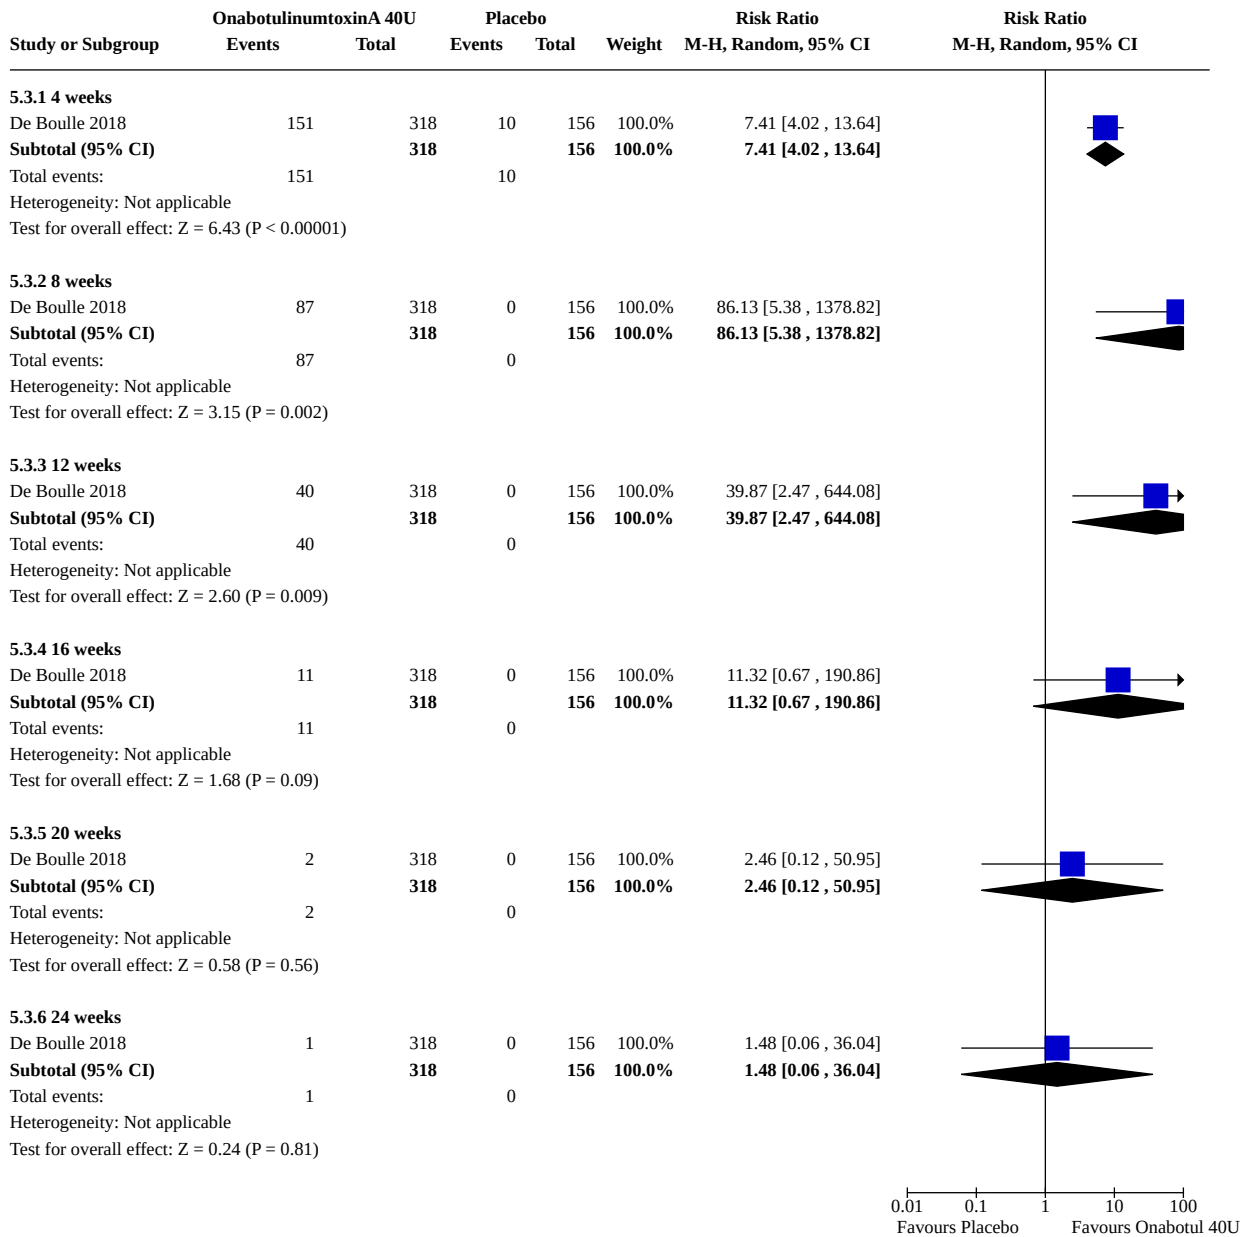 OnabotulinumtoxinA 40U Placebo Risk Ratio Risk Ratio
Study or Subgroup Events Total Events Total Weight M-H, Random, 95% CI M-H, Random, 95% CI
5.3.1 4 weeks
De Boulle 2018 151 318 10 156 100.0% 7.41 [4.02 , 13.64]
Subtotal (95% CI) 318 156 100.0% 7.41 [4.02 , 13.64]
Total events: 151 10
Heterogeneity: Not applicable
Test for overall effect: Z = 6.43 (P < 0.00001)
5.3.2 8 weeks
De Boulle 2018 87 318 0 156 100.0% 86.13 [5.38 , 1378.82]
Subtotal (95% CI) 318 156 100.0% 86.13 [5.38 , 1378.82]
Total events: 87 0
Heterogeneity: Not applicable
Test for overall effect: Z = 3.15 (P = 0.002)
5.3.3 12 weeks
De Boulle 2018 40 318 0 156 100.0% 39.87 [2.47 , 644.08]
Subtotal (95% CI) 318 156 100.0% 39.87 [2.47 , 644.08]
Total events: 40 0
Heterogeneity: Not applicable
Test for overall effect: Z = 2.60 (P = 0.009)
5.3.4 16 weeks
De Boulle 2018 11 318 0 156 100.0% 11.32 [0.67 , 190.86]
Subtotal (95% CI) 318 156 100.0% 11.32 [0.67 , 190.86]
Total events: 11 0
Heterogeneity: Not applicable
Test for overall effect: Z = 1.68 (P = 0.09)
5.3.5 20 weeks
De Boulle 2018 2 318 0 156 100.0% 2.46 [0.12 , 50.95]
Subtotal (95% CI) 318 156 100.0% 2.46 [0.12 , 50.95]
Total events: 2 0
Heterogeneity: Not applicable
Test for overall effect: Z = 0.58 (P = 0.56)
5.3.6 24 weeks
De Boulle 2018 1 318 0 156 100.0% 1.48 [0.06 , 36.04]
Subtotal (95% CI) 318 156 100.0% 1.48 [0.06 , 36.04]
Total events: 1 0
Heterogeneity: Not applicable
Test for overall effect: Z = 0.24 (P = 0.81)
0.01 0.1 1 10 100
Favours Placebo Favours Onabotul 40U